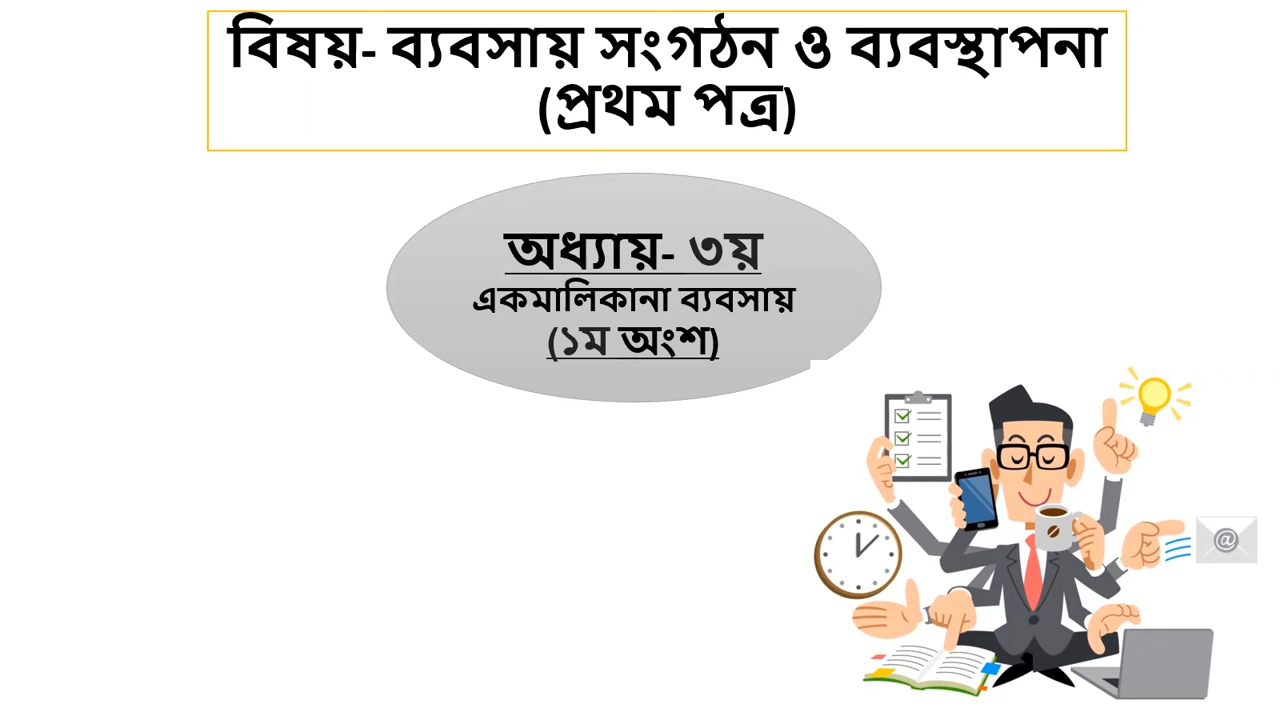 বিষয়- ব্যবসায় সংগঠন ও ব্যবস্থাপনা
(প্রথম পত্র)
অধ্যায়- ৩য়
একমালিকানা ব্যবসায়
(১ম অংশ)
@